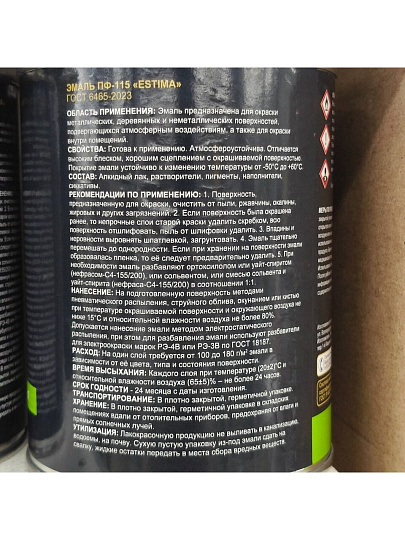 ЭМАЛЬ ПФ-115 «ESTIMA»
ГОСТ 6465-2023
ОБЛАСТЬ ПРИМЕНЕНИЯ: Эмаль предназначена для окраски
металлических, деревянных и неметаллических поверхностей,
подвергающихся атмосферным воздействиям, а также для окраски
внутри помещений.
СВОЙСТВА: Готова к применению. Атмосфероустойчива. Отличается
высоким блеском, хорошим сцеплением с окрашиваемой поверхностью.
Покрытие эмали устойчиво к изменению температуры от -50°С до +60°С.
СОСТАВ: Алкидный лак, растворители, пигменты, наполнители,
сиккативы.
РЕКОМЕНДАЦИИ ПО ПРИМЕНЕНИЮ: 1. Поверхность,
предназначенную для окраски, очистить от пыли, ржавчины, окалины,
жировых и других загрязнений. 2. Если поверхность была окрашена
ранее, то непрочные слои старой краски удалить скребком, всю
поверхность отшлифовать, пыль от шлифовки удалить. 3. Впадины и
неровности выровнять шпатлевкой, загрунтовать. 4. Эмаль тщательно
перемешать до однородности. Если при хранении на поверхности эмали
образовалась пленка, то её следует предварительно удалить. 5. При
необходимости эмаль разбавляют ортоксилолом или уайт-спиритом
(нефрасом-С4-155/200), или сольвентом, или смесью сольвента и
уайт-спирита (нефраса-С4-155/200) в соотношении 1:1.
НАНЕСЕНИЕ: На подготовленную поверхность методами
пневматического распыления, струйного облива, окунанием или кистью
при температуре окрашиваемой поверхности и окружающего воздуха не
ниже 15°С и относительной влажности воздуха не более 80%.
Допускается нанесение эмали методом электростатического
распыления, при этом для разбавления эмали используют разбавители
для электроокраски марок РЭ-4В или РЭ-3В по ГОСТ 18187.
РАСХОД: На один слой требуется от 100 до 180 г/м² эмали в
зависимости от её цвета, типа и состояния поверхности.
ВРЕМЯ ВЫСЫХАНИЯ: Каждого слоя при температуре (20±2)°С и
относительной влажности воздуха (65±5)% – не более 24 часов.
СРОК ГОДНОСТИ - 24 месяца с даты изготовления.
ТРАНСПОРТИРОВАНИЕ: В плотно закрытой, герметичной упаковке.
ХРАНЕНИЕ: В плотно закрытой, герметичной упаковке в складских
помещениях вдали от отопительных приборов, предохраняя от влаги и
прямых солнечных лучей.
УТИЛИЗАЦИЯ: Лакокрасочную продукцию не выливать в канализацию,
водоемы, на почву. Сухую пустую упаковку из-под эмали сдать на
свалку, жидкие остатки передать в места сбора вредных веществ.